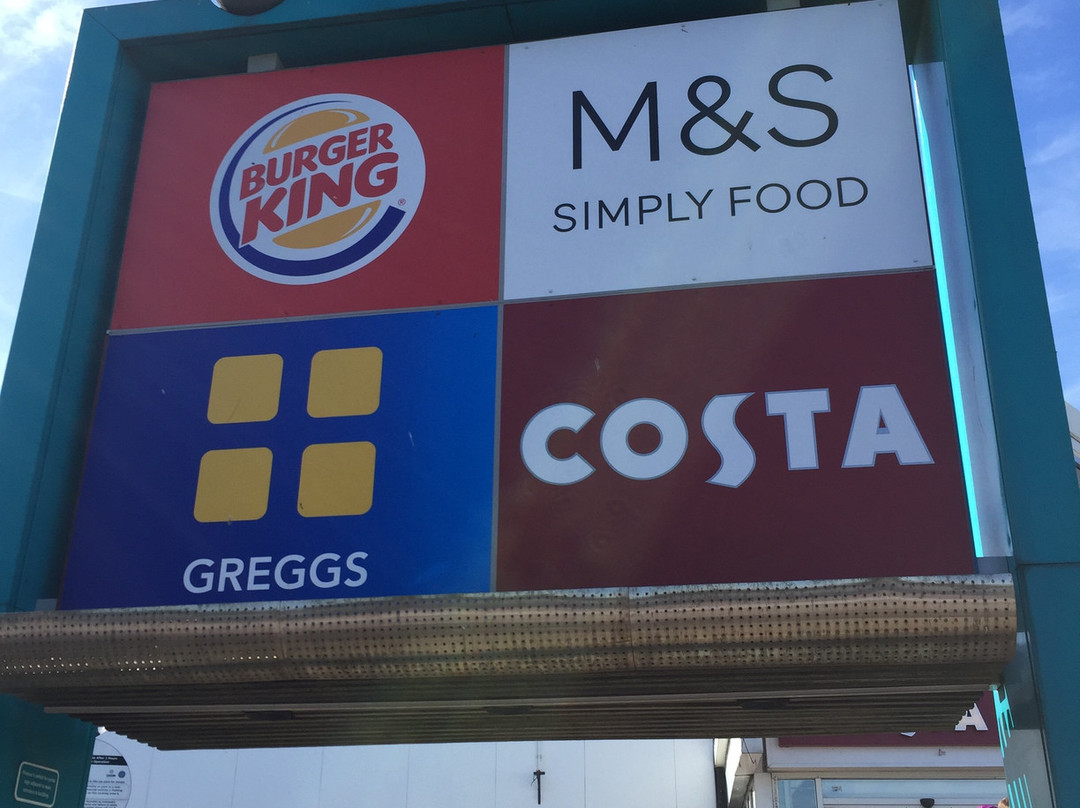 BURGER
KING®
M&S
SIMPLY FOOD
GREGGS
COSTA
A